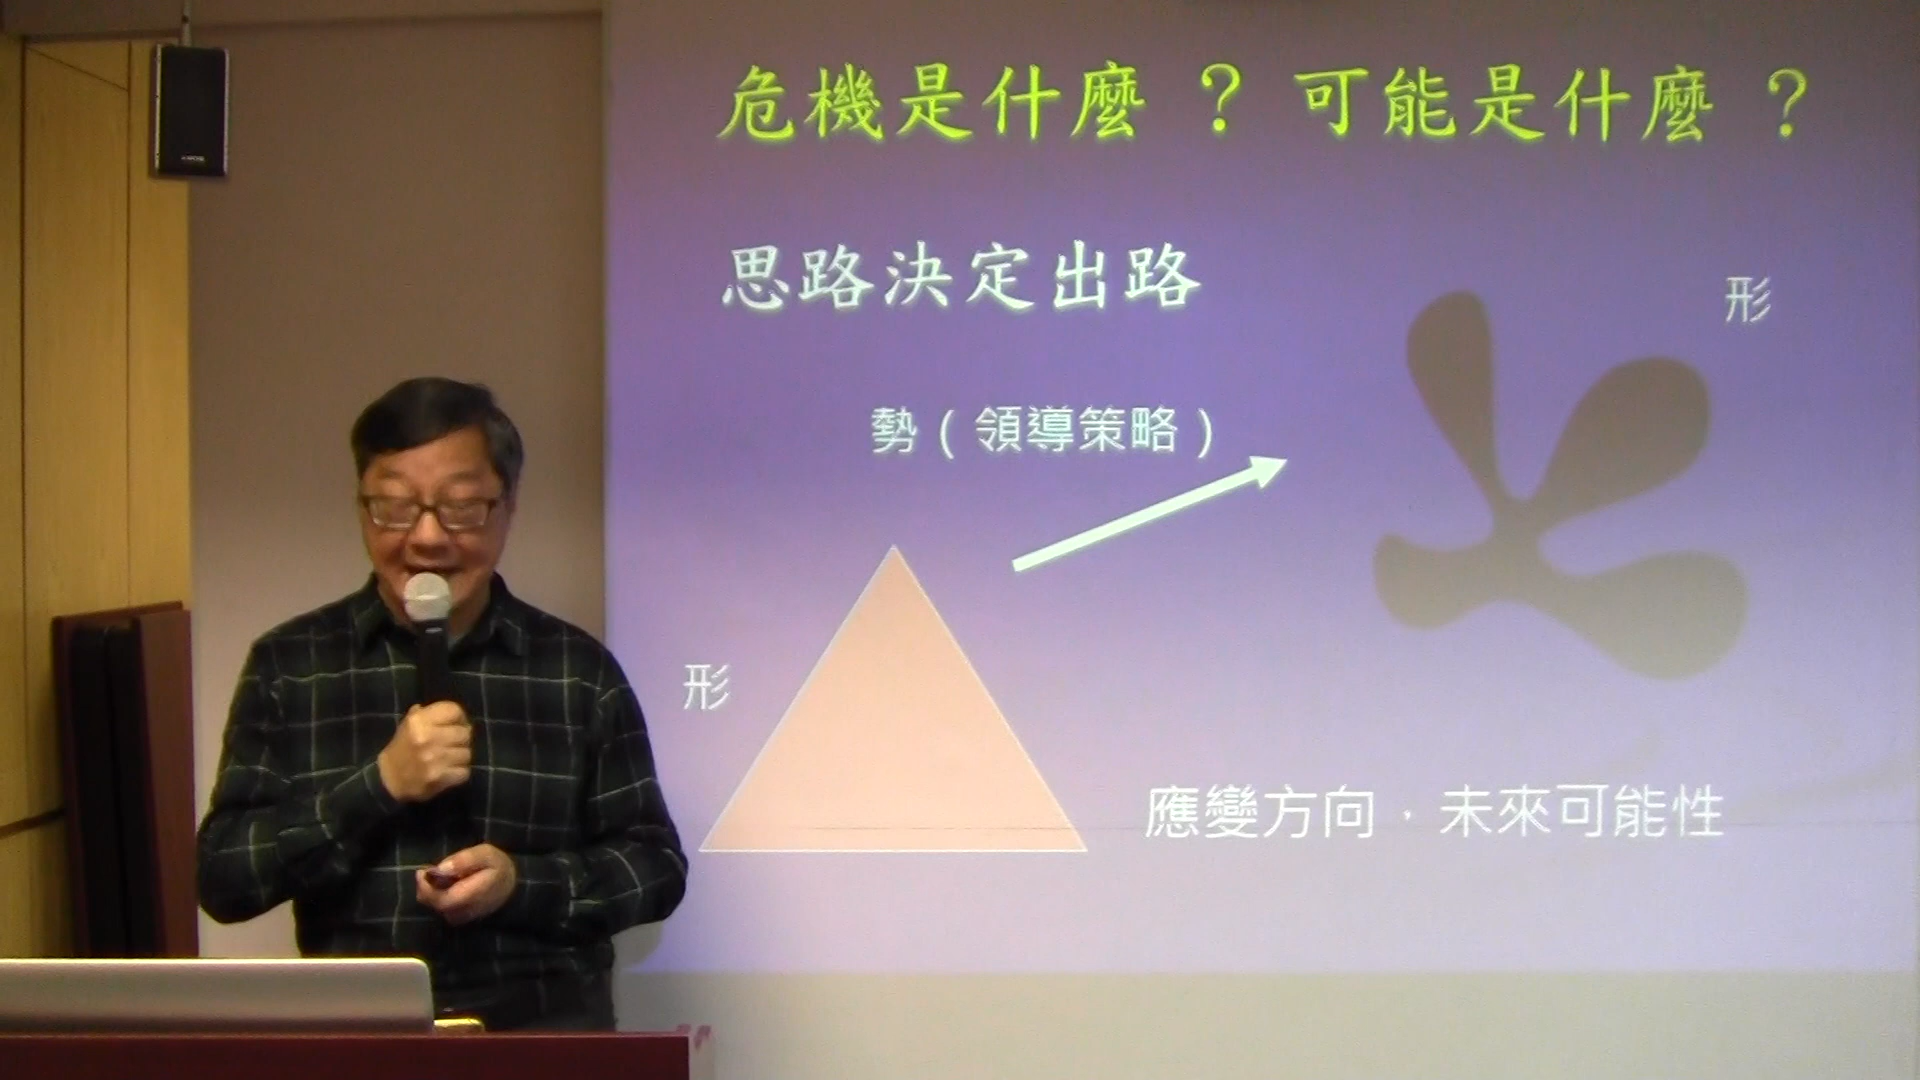 危機是什麼 ? 可能是什麼 ?
思路決定出路
形
勢 ( 領導策略 )
形
應變方向，未來可能性